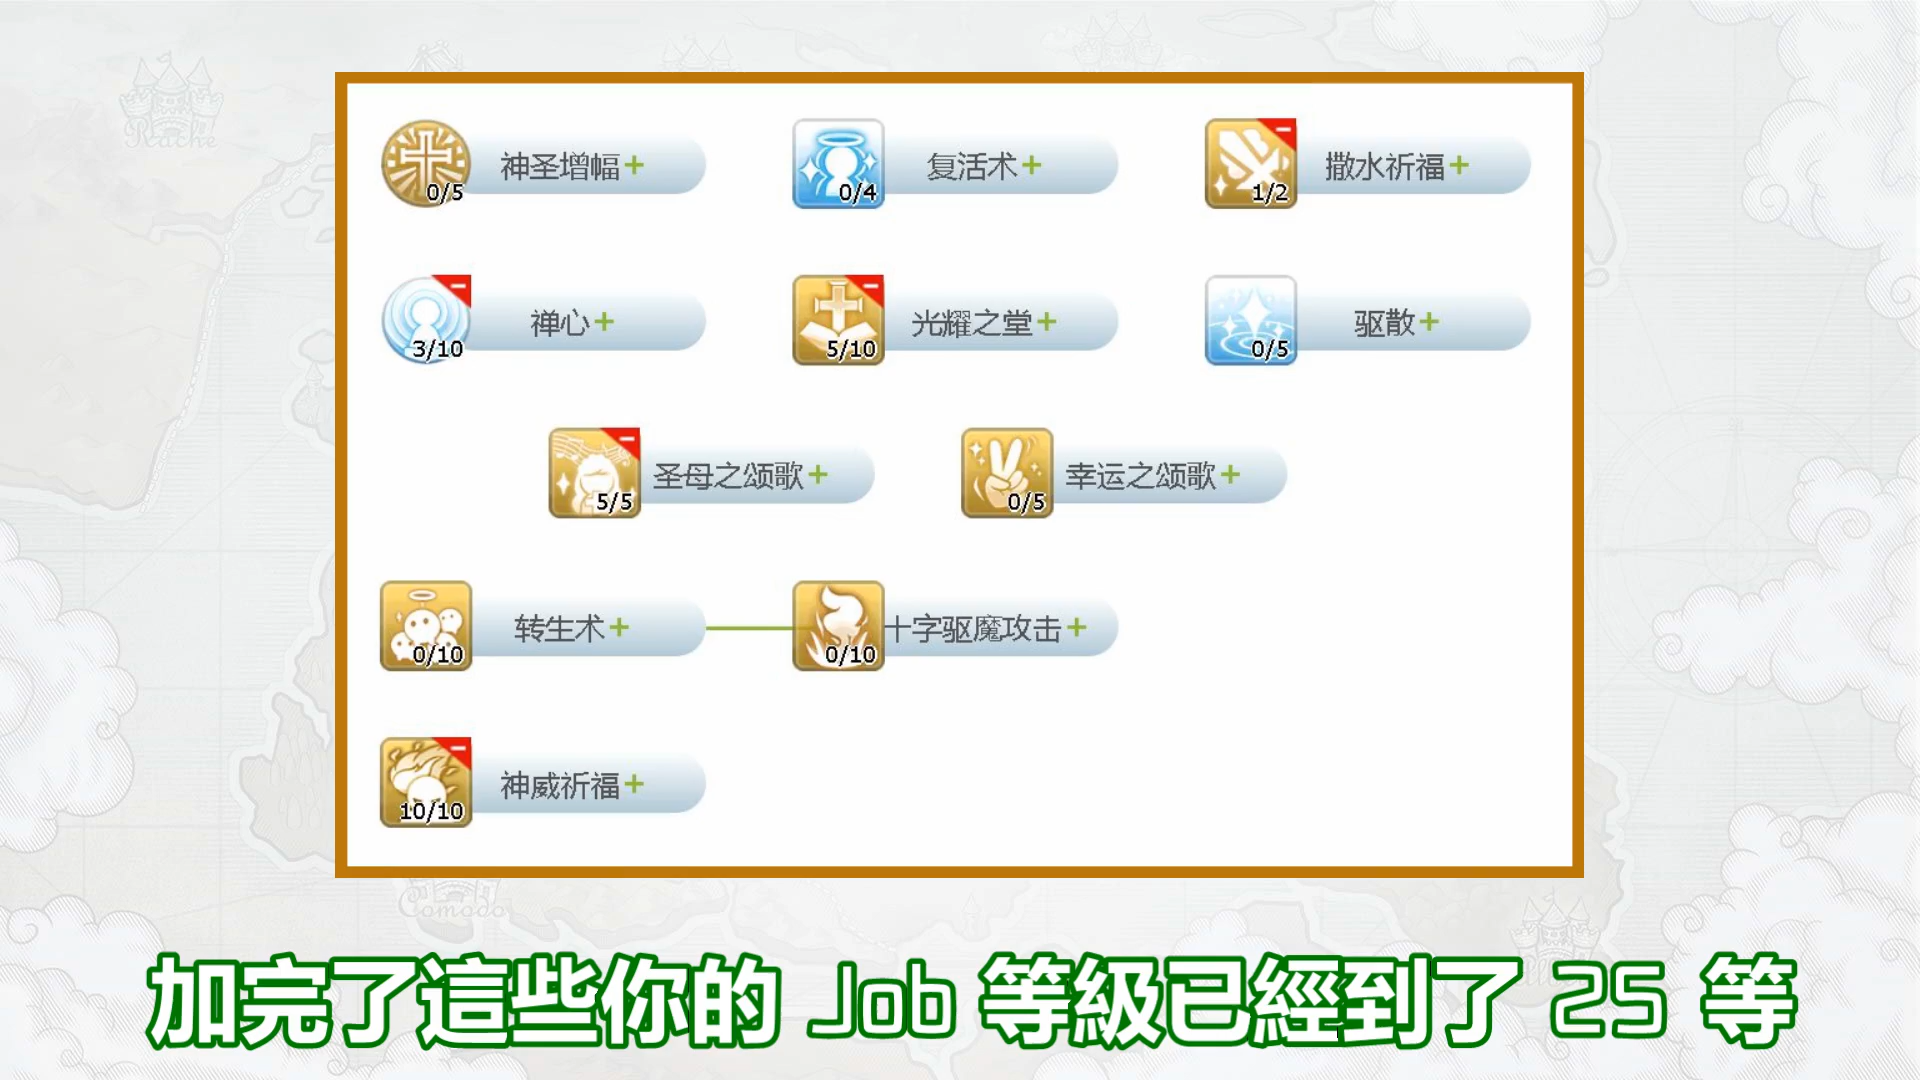 神圣增幅+
0/5
复活术+
0/4
撒水祈福+
1/2
禅心+
3/10
光耀之堂+
5/10
驱散+
0/5
圣母之颂歌+
5/5
幸运之颂歌+
0/5
转生术+
0/10
十字驱魔攻击+
0/10
神威祈福+
10/10
Rache
Comodo
加完了這些你的 Job 等級已經到了 25 等